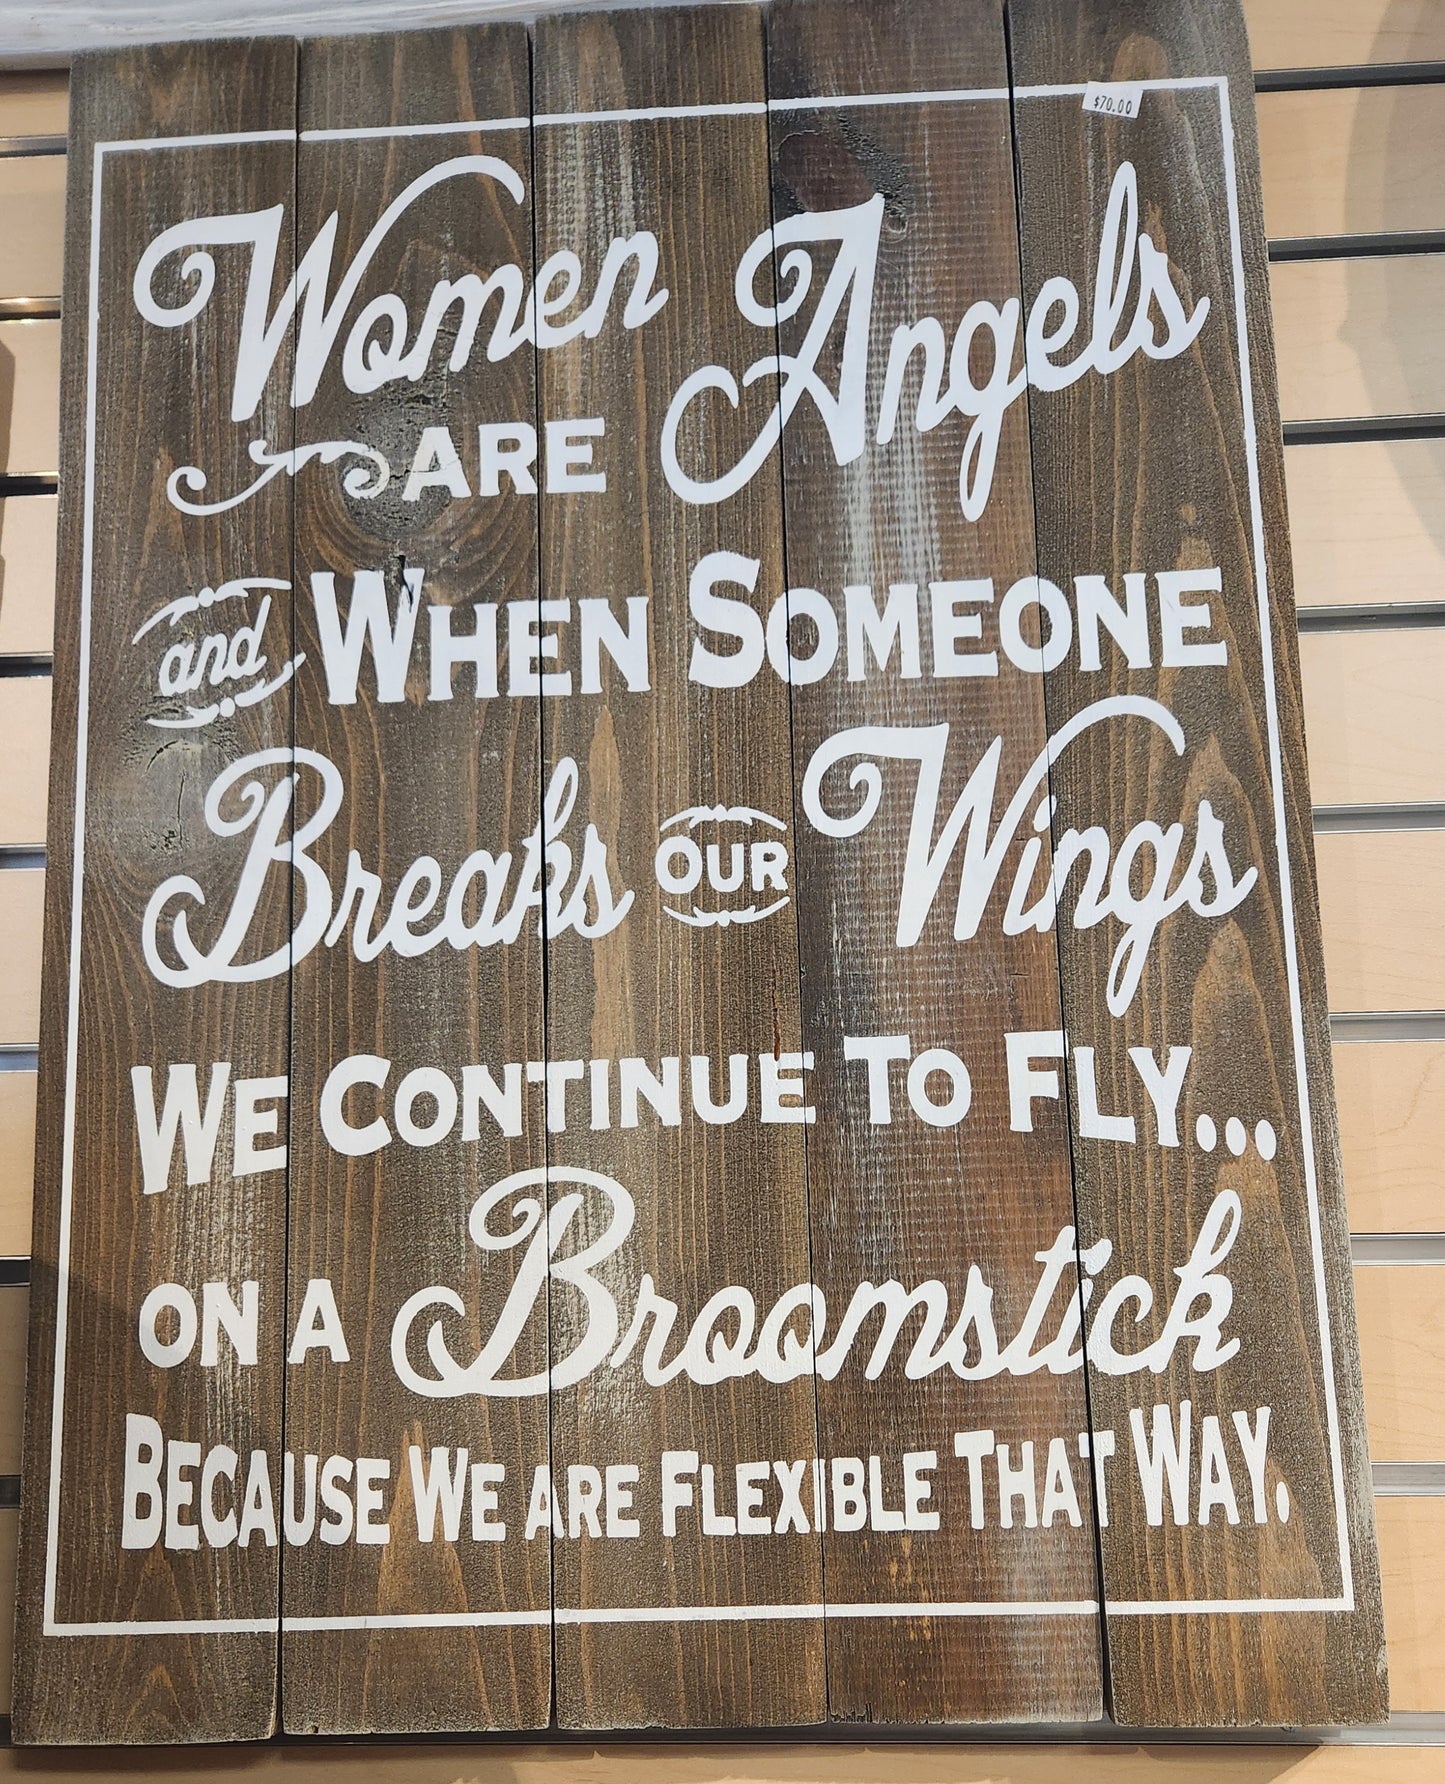 $70.00
Women Angels
ARE
and WHEN SOMEONE
Breaks OUR Wings
WE CONTINUE TO FLY...
ON A Broomstick
BECAUSE WE ARE FLEXIBLE THAT WAY.